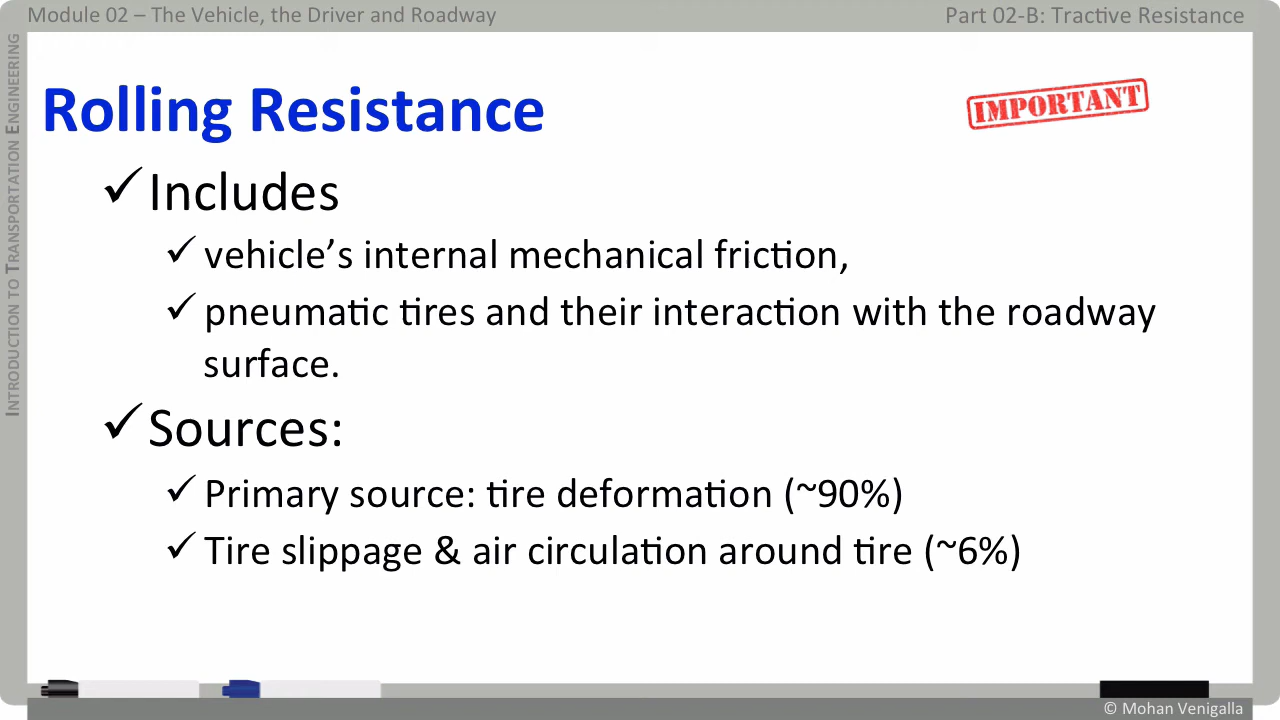 Module 02 – The Vehicle, the Driver and Roadway
Part 02-B: Tractive Resistance
INTRODUCTION TO TRANSPORTATION ENGINEERING
Rolling Resistance
IMPORTANT
✓Includes
✓ vehicle’s internal mechanical friction,
✓ pneumatic tires and their interaction with the roadway
surface.
✓Sources:
✓ Primary source: tire deformation (~90%)
✓ Tire slippage & air circulation around tire (~6%)
© Mohan Venigalla